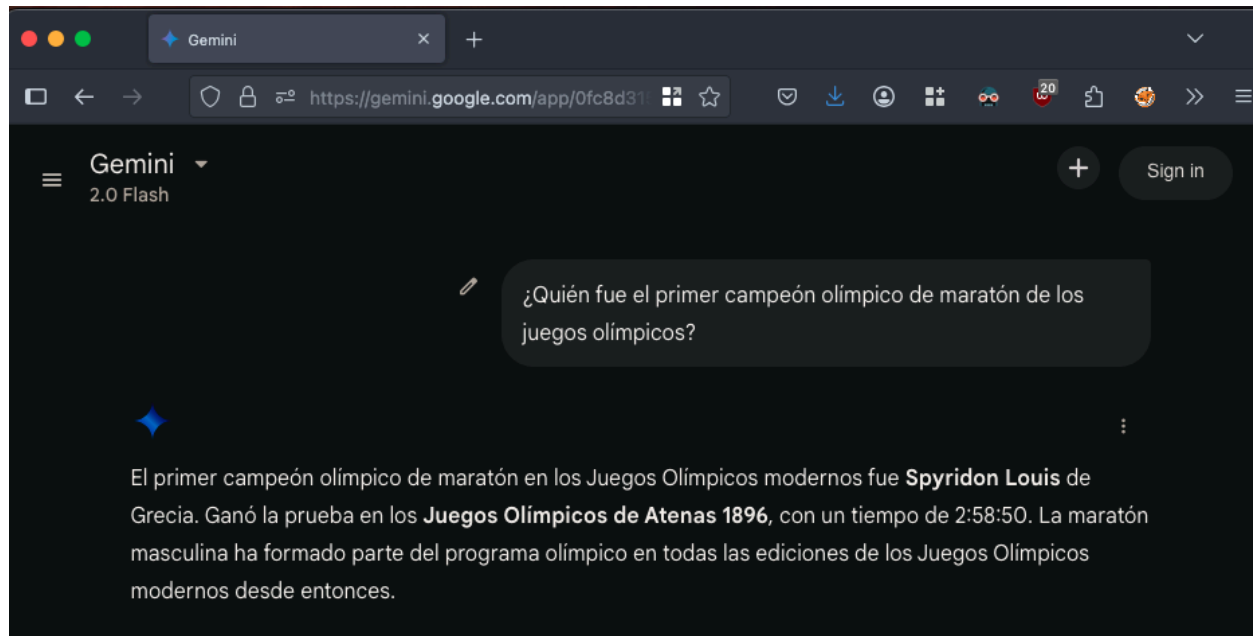 Gemini
https://gemini.google.com/app/0fc8d31
20
Gemini
2.0 Flash
Sign in
¿Quién fue el primer campeón olímpico de maratón de los
juegos olímpicos?
El primer campeón olímpico de maratón en los Juegos Olímpicos modernos fue Spyridon Louis de
Grecia. Ganó la prueba en los Juegos Olímpicos de Atenas 1896, con un tiempo de 2:58:50. La maratón
masculina ha formado parte del programa olímpico en todas las ediciones de los Juegos Olímpicos
modernos desde entonces.